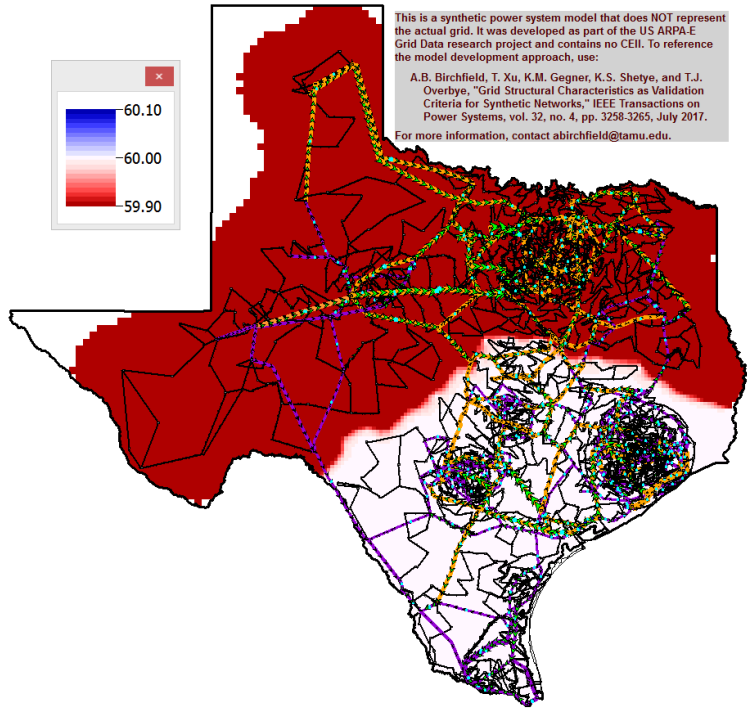 This is a synthetic power system model that does NOT represent
the actual grid. It was developed as part of the US ARPA-E
Grid Data research project and contains no CEII. To reference
the model development approach, use:
A.B. Birchfield, T. Xu, K.M. Gegner, K.S. Shetye, and T.J.
Overbye, "Grid Structural Characteristics as Validation
Criteria for Synthetic Networks," IEEE Transactions on
Power Systems, vol. 32, no. 4, pp. 3258-3265, July 2017.
For more information, contact abirchfield@tamu.edu.
60.10
60.00
59.90